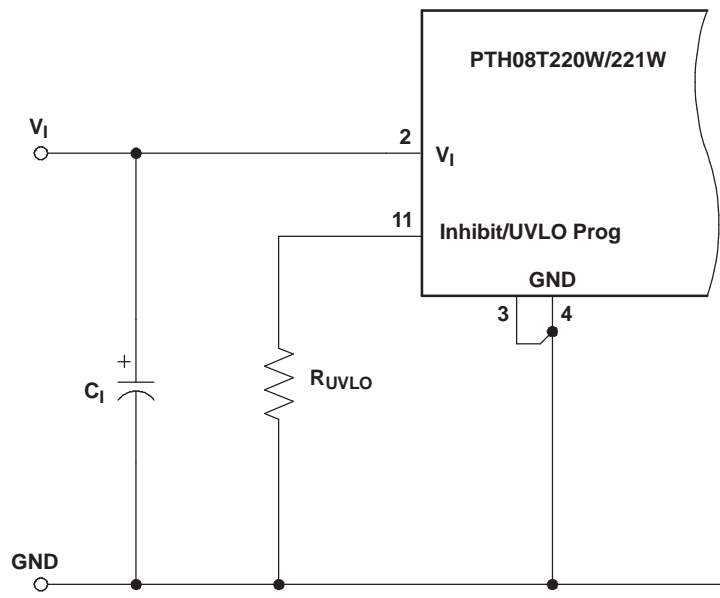 PTH08T220W/221W
V_I
2
V_I
11
Inhibit/UVLO Prog
GND
3
4
+
C_I
R_UVLO
GND